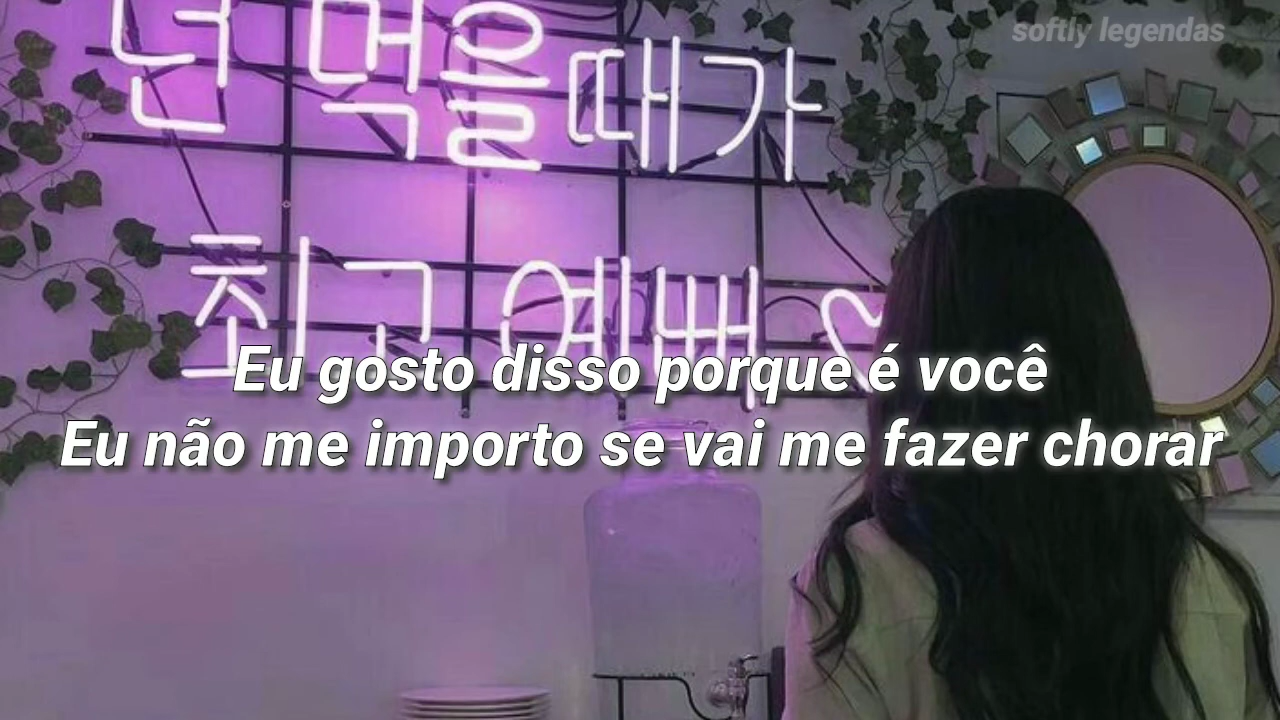 softly legendas
넌 먹을때가
최고 예뻐
Eu gosto disso porque é você
Eu não me importo se vai me fazer chorar